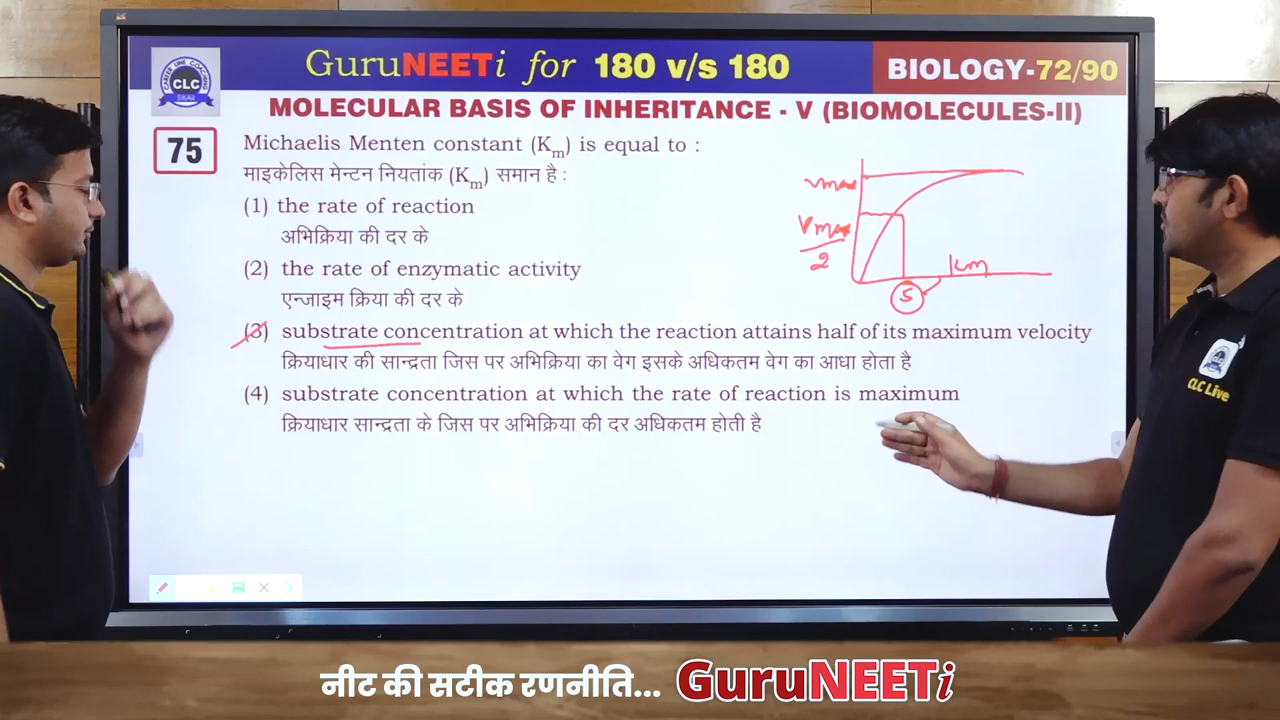 GuruNEETi for 180 v/s 180
BIOLOGY-72/90
CAREER LINE COACHING
CLC
SIKAR
MOLECULAR BASIS OF INHERITANCE - V (BIOMOLECULES-II)
75
Michaelis Menten constant (Km) is equal to :
माइकेलिस मेन्टन नियतांक (Km) समान है :
(1) the rate of reaction
अभिक्रिया की दर के
(2) the rate of enzymatic activity
एन्जाइम क्रिया की दर के
(3) substrate concentration at which the reaction attains half of its maximum velocity
क्रियाधार की सान्द्रता जिस पर अभिक्रिया का वेग इसके अधिकतम वेग का आधा होता है
(4) substrate concentration at which the rate of reaction is maximum
क्रियाधार सान्द्रता के जिस पर अभिक्रिया की दर अधिकतम होती है
Vmax
Vmax
2
S
Km
CLC Live
नीट की सटीक रणनीति... GuruNEETi